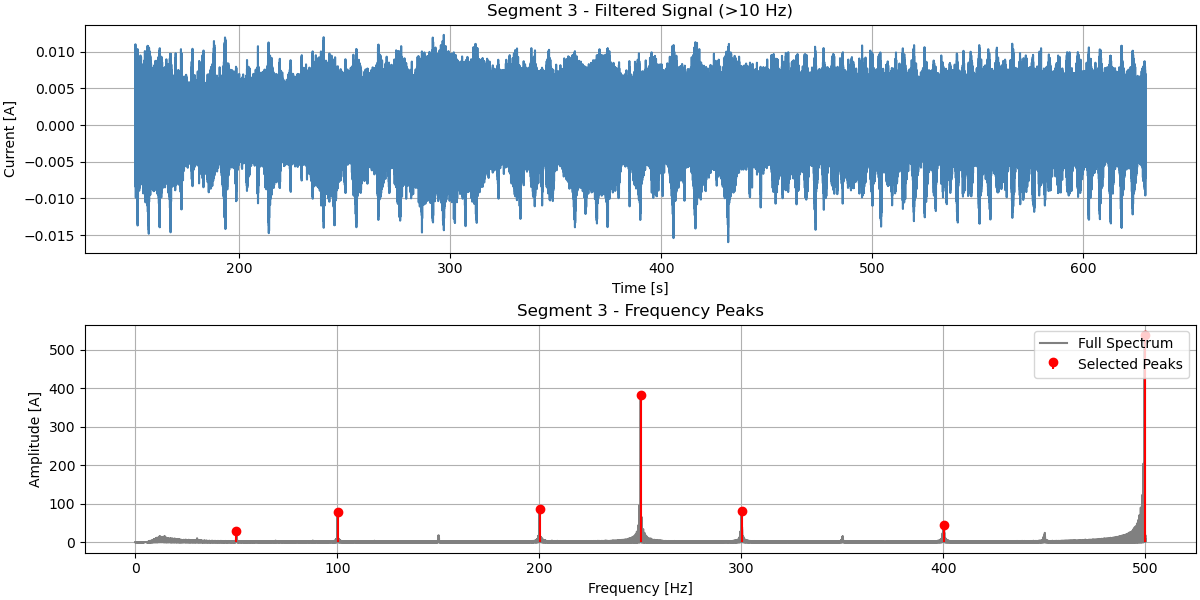 Segment 3 - Filtered Signal (>10 Hz)
Current [A]
0.010
0.005
0.000
−0.005
−0.010
−0.015
200 300 400 500 600
Time [s]
Segment 3 - Frequency Peaks
Amplitude [A]
500
400
300
200
100
0
Full Spectrum
Selected Peaks
0 100 200 300 400 500
Frequency [Hz]